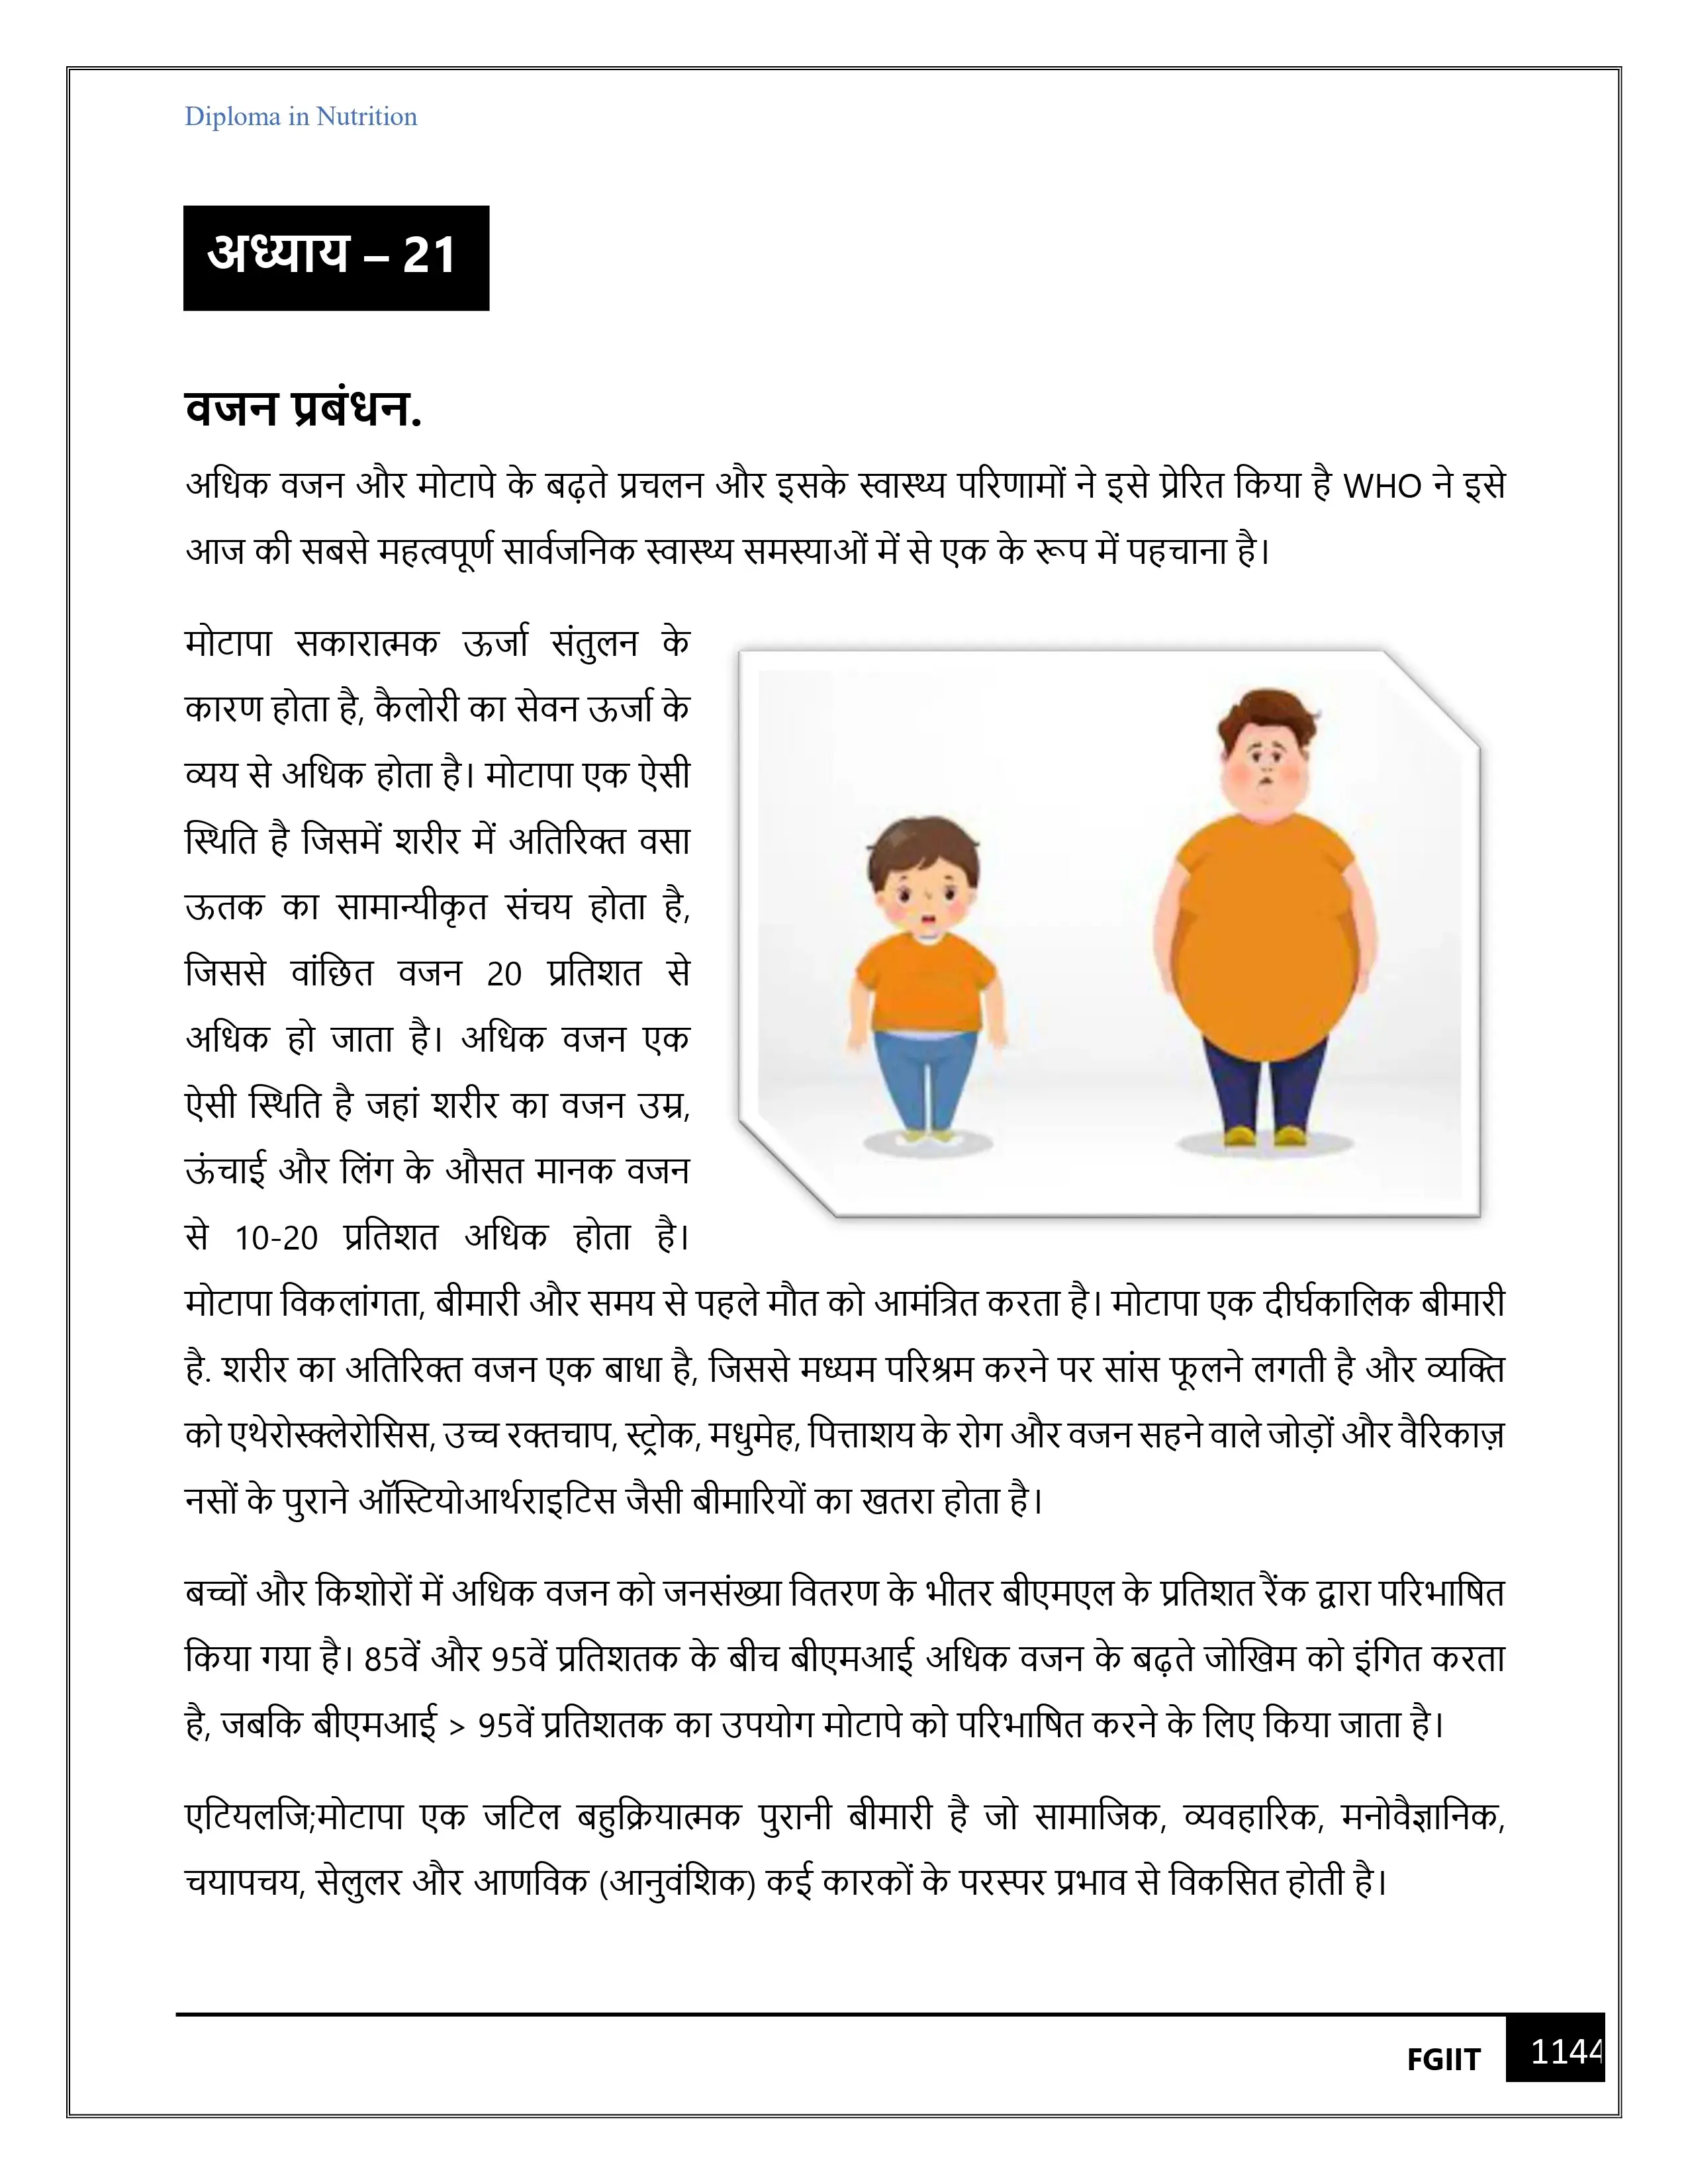 Diploma in Nutrition
अध्याय – 21
वजन प्रबंधन.
अधिक वजन और मोटापे के बढ़ते प्रचलन और इसके स्वास्थ्य परिणामों ने इसे प्रेरित किया है WHO ने इसे
आज की सबसे महत्वपूर्ण सार्वजनिक स्वास्थ्य समस्याओं में से एक के रूप में पहचाना है।
मोटापा सकारात्मक ऊर्जा संतुलन के
कारण होता है, कैलोरी का सेवन ऊर्जा के
व्यय से अधिक होता है। मोटापा एक ऐसी
स्थिति है जिसमें शरीर में अतिरिक्त वसा
ऊतक का सामान्यीकृत संचय होता है,
जिससे वांछित वजन 20 प्रतिशत से
अधिक हो जाता है। अधिक वजन एक
ऐसी स्थिति है जहां शरीर का वजन उम्र,
ऊंचाई और लिंग के औसत मानक वजन
से 10-20 प्रतिशत अधिक होता है।
मोटापा विकलांगता, बीमारी और समय से पहले मौत को आमंत्रित करता है। मोटापा एक दीर्घकालिक बीमारी
है. शरीर का अतिरिक्त वजन एक बाधा है, जिससे मध्यम परिश्रम करने पर सांस फूलने लगती है और व्यक्ति
को एथेरोस्क्लेरोसिस, उच्च रक्तचाप, स्ट्रोक, मधुमेह, पित्ताशय के रोग और वजन सहने वाले जोड़ों और वैरिकाज़
नसों के पुराने ऑस्टियोआर्थराइटिस जैसी बीमारियों का खतरा होता है।
बच्चों और किशोरों में अधिक वजन को जनसंख्या वितरण के भीतर बीएमएल के प्रतिशत रैंक द्वारा परिभाषित
किया गया है। 85वें और 95वें प्रतिशतक के बीच बीएमआई अधिक वजन के बढ़ते जोखिम को इंगित करता
है, जबकि बीएमआई > 95वें प्रतिशतक का उपयोग मोटापे को परिभाषित करने के लिए किया जाता है।
एटियलजि;मोटापा एक जटिल बहुक्रियात्मक पुरानी बीमारी है जो सामाजिक, व्यवहारिक, मनोवैज्ञानिक,
चयापचय, सेलुलर और आणविक (आनुवंशिक) कई कारकों के परस्पर प्रभाव से विकसित होती है।
FGIIT 1144